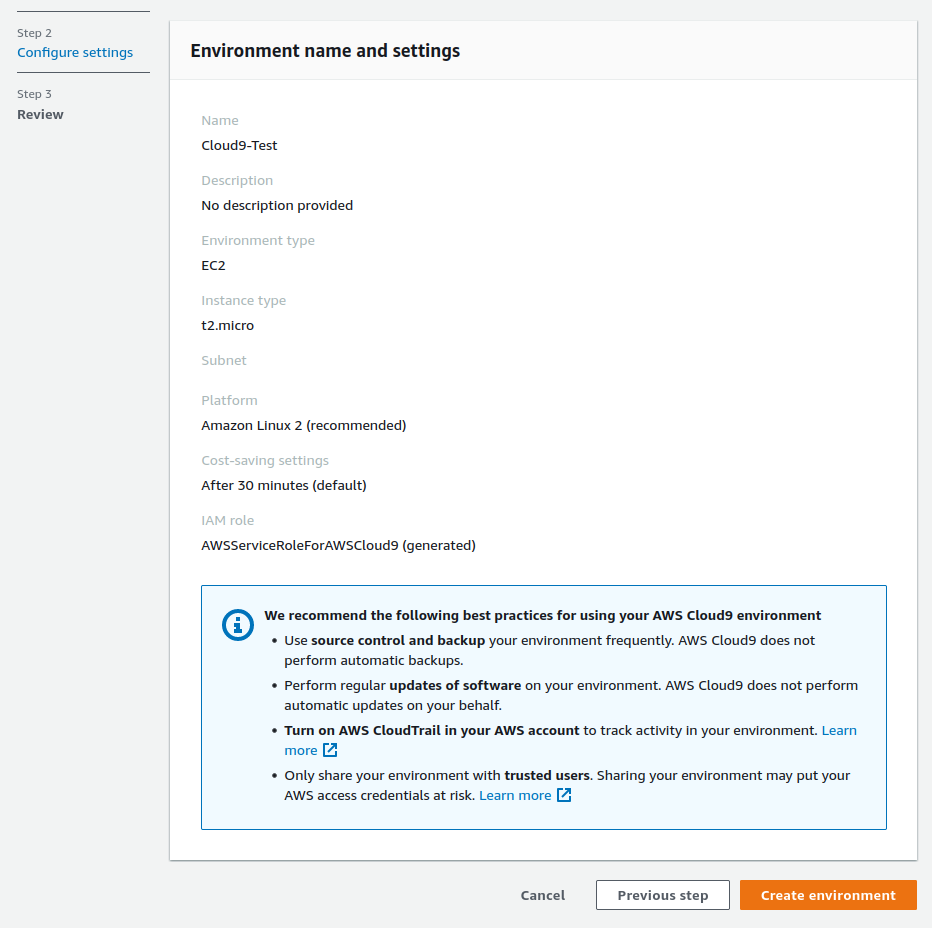 Step 2
Configure settings
Step 3
Review
Environment name and settings
Name
Cloud9-Test
Description
No description provided
Environment type
EC2
Instance type
t2.micro
Subnet
Platform
Amazon Linux 2 (recommended)
Cost-saving settings
After 30 minutes (default)
IAM role
AWSServiceRoleForAWSCloud9 (generated)
We recommend the following best practices for using your AWS Cloud9 environment
• Use source control and backup your environment frequently. AWS Cloud9 does not
perform automatic backups.
• Perform regular updates of software on your environment. AWS Cloud9 does not perform
automatic updates on your behalf.
• Turn on AWS CloudTrail in your AWS account to track activity in your environment. Learn
more
• Only share your environment with trusted users. Sharing your environment may put your
AWS access credentials at risk. Learn more
Cancel
Previous step
Create environment